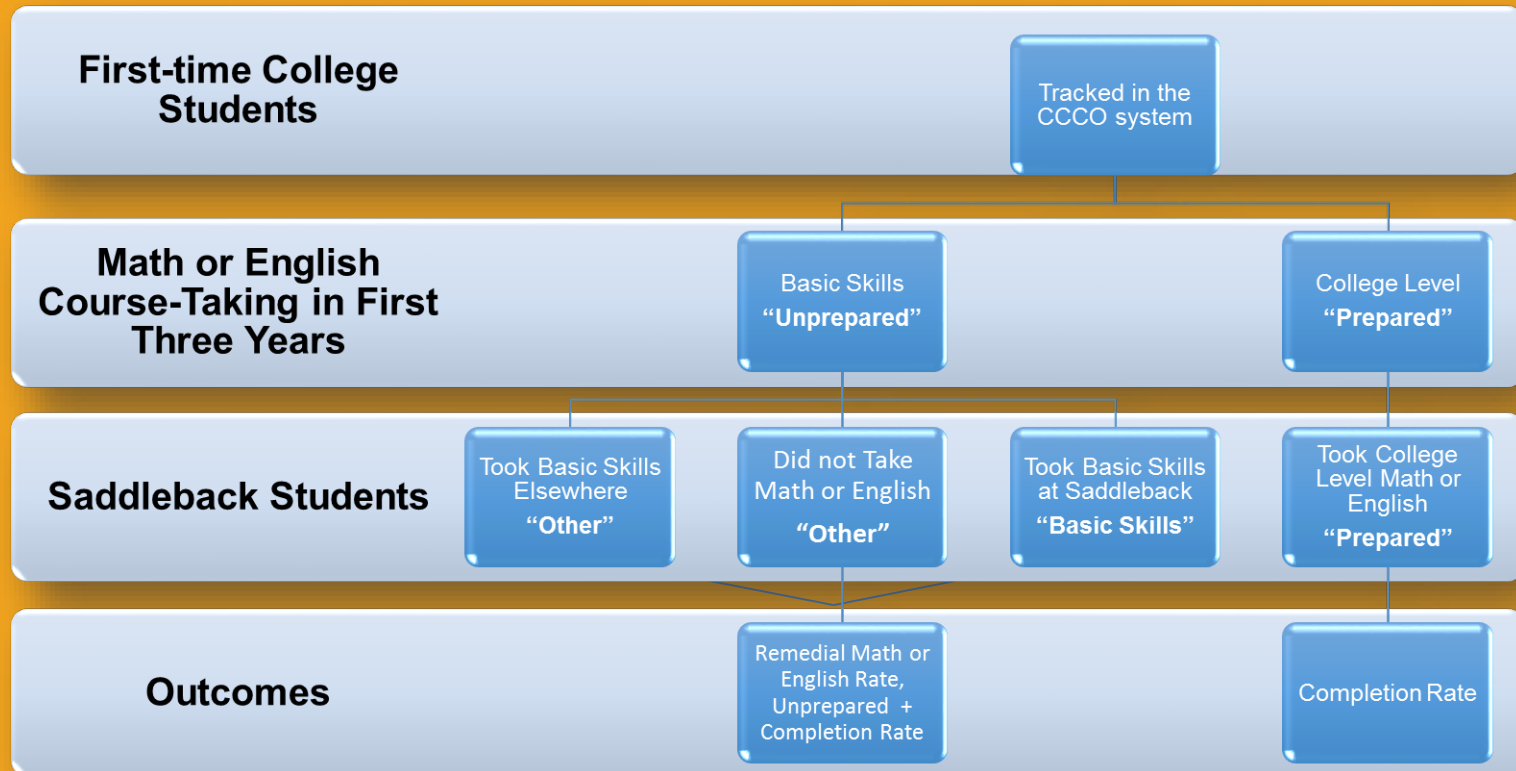 First-time College
Students
Tracked in the
CCCO system
Math or English
Course-Taking in First
Three Years
Basic Skills
“Unprepared”
College Level
“Prepared”
Saddleback Students
Took Basic Skills
Elsewhere
“Other”
Did not Take
Math or English
“Other”
Took Basic Skills
at Saddleback
“Basic Skills”
Took College
Level Math or
English
“Prepared”
Outcomes
Remedial Math or
English Rate,
Unprepared +
Completion Rate
Completion Rate